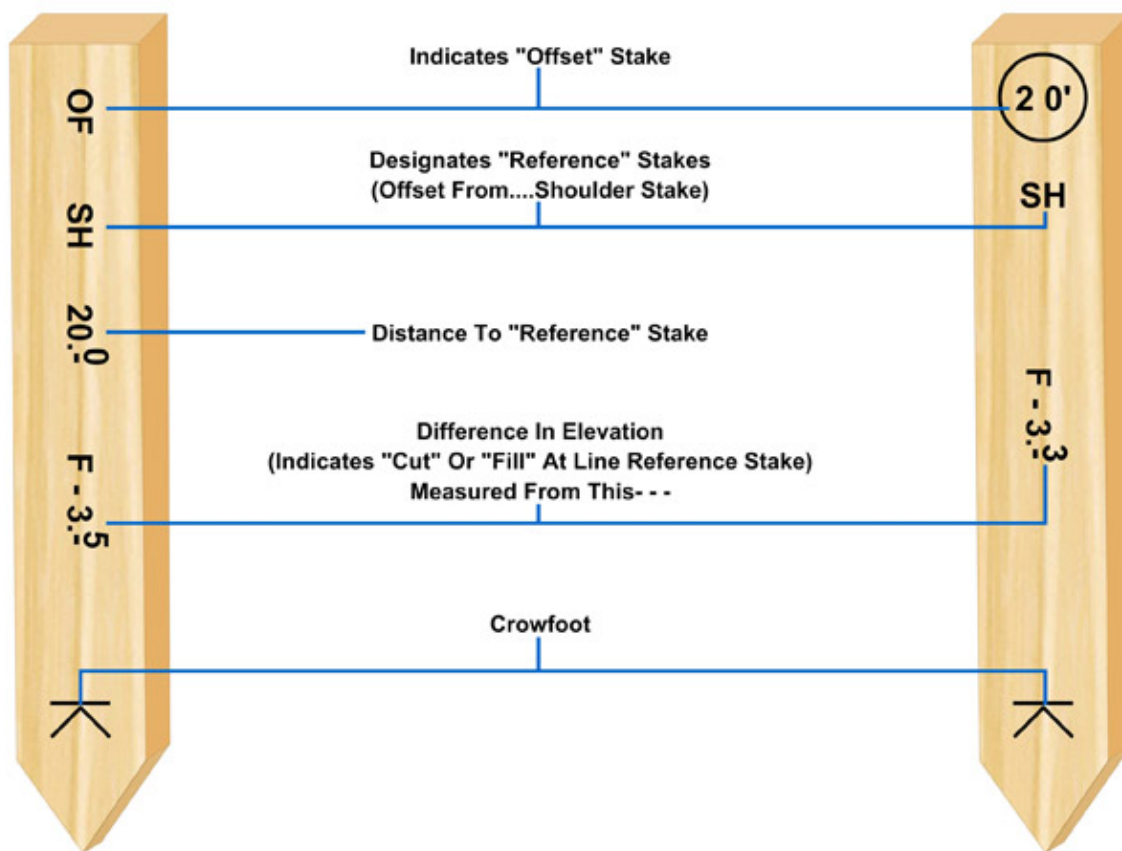 Indicates "Offset" Stake
OF
2 0'
Designates "Reference" Stakes
(Offset From....Shoulder Stake)
SH
SH
20.-0
Distance To "Reference" Stake
Difference In Elevation
(Indicates "Cut" Or "Fill" At Line Reference Stake)
Measured From This- - -
F - 3.-5
F - 3.-3
Crowfoot